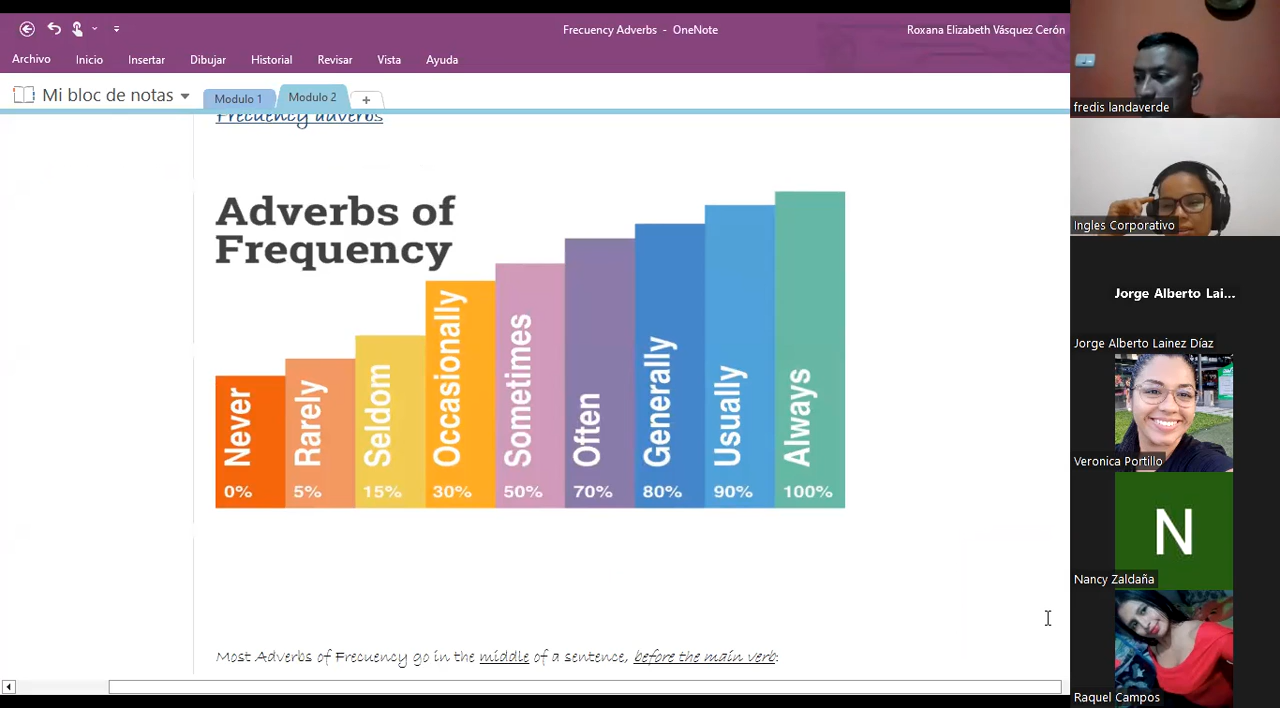 Frecuency Adverbs - OneNote
Roxana Elizabeth Vásquez Cerón
Archivo Inicio Insertar Dibujar Historial Revisar Vista Ayuda
Mi bloc de notas
Modulo 1
Modulo 2
Frecuency adverbs
Adverbs of
Frequency
Never
Rarely
Seldom
Occasionally
Sometimes
Often
Generally
Usually
Always
0% 5% 15% 30% 50% 70% 80% 90% 100%
Most Adverbs of Frecuency go in the middle of a sentence, before the main verb:
fredis landaverde
Ingles Corporativo
Jorge Alberto Lai...
Jorge Alberto Lainez Díaz
Veronica Portillo
N
Nancy Zaldaña
Raquel Campos